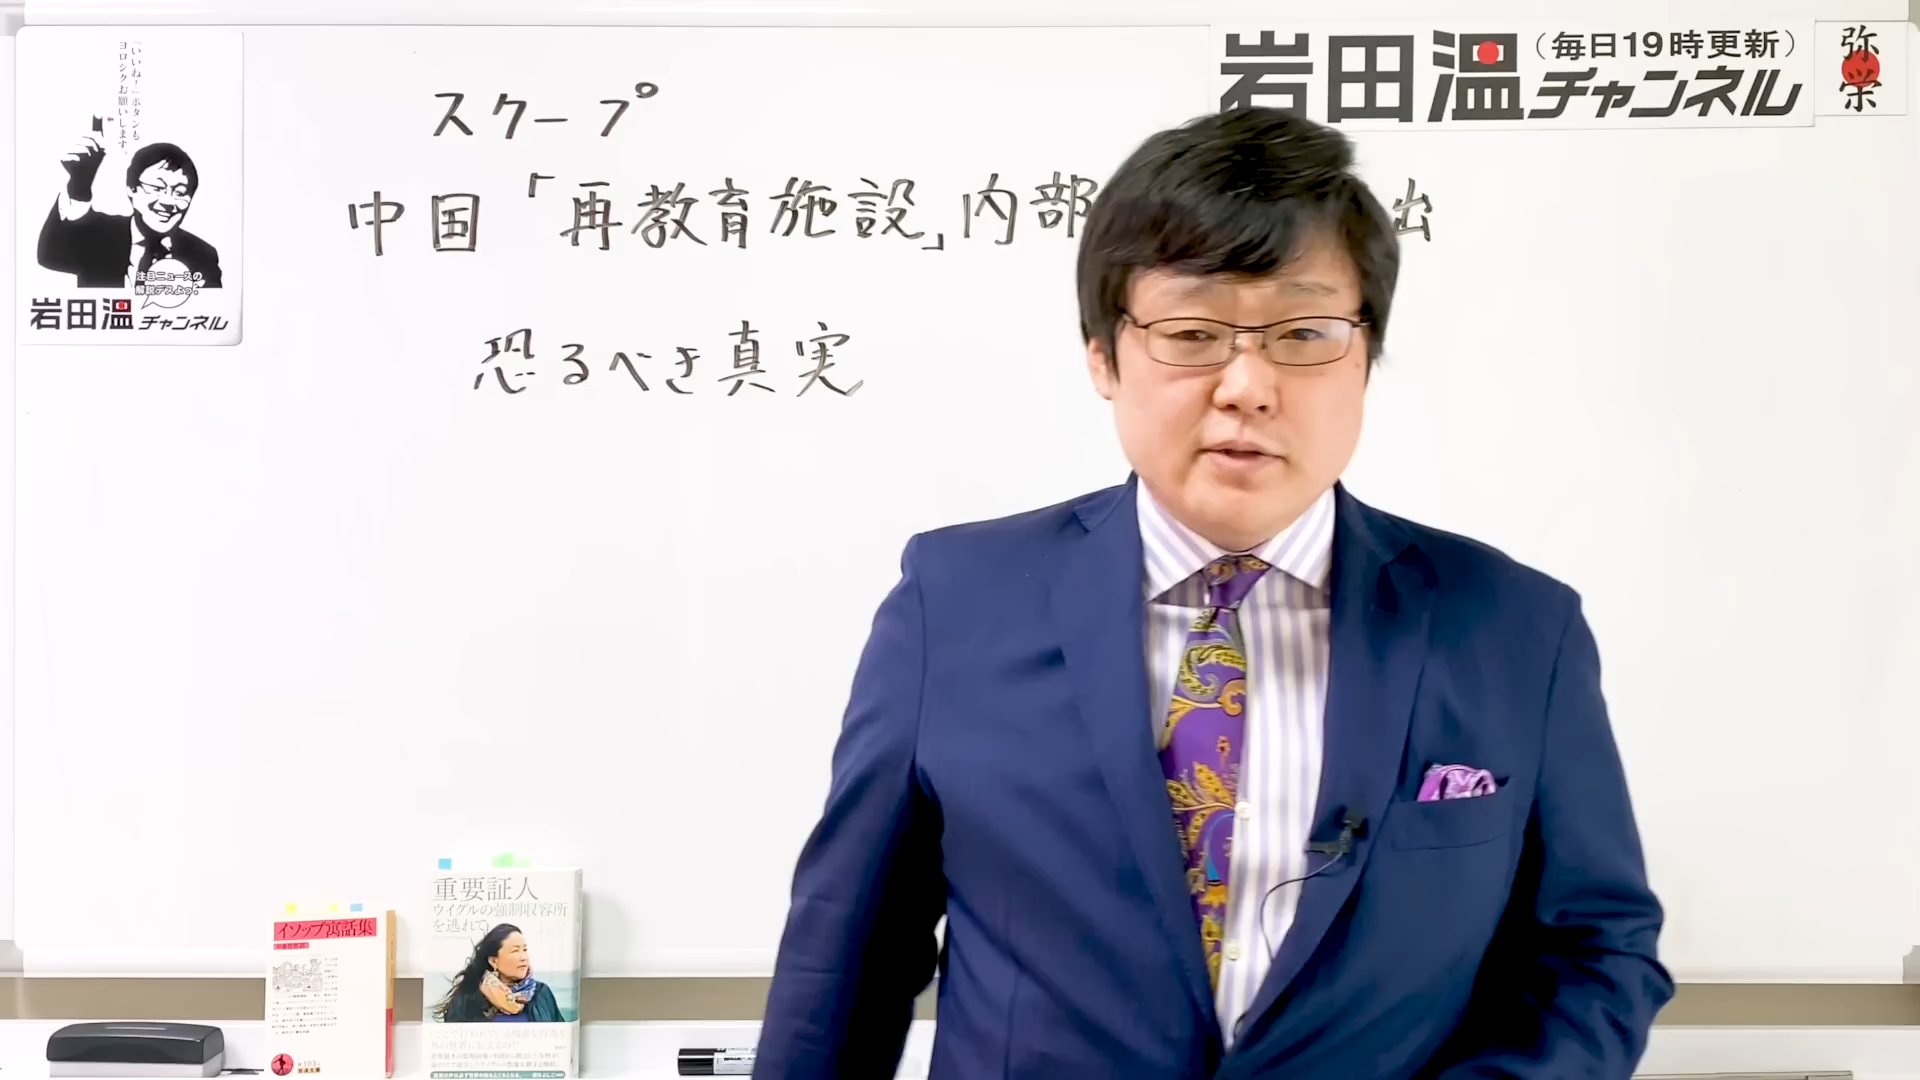 「いいね!」ボタンも
ヨロシクお願いします。
注目ニュースの
解説デスよっ!
岩田温チャンネル
スクープ
中国「再教育施設」内部
出
恐るべき真実
岩田温(毎日19時更新)
チャンネル
弥栄
イソップ寓話集
重要証人
ウイグルの強制収容所
を逃れて